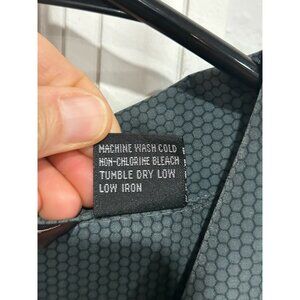 MACHINE WASH COLD
NON-CHLORINE BLEACH
TUMBLE DRY LOW
LOW IRON